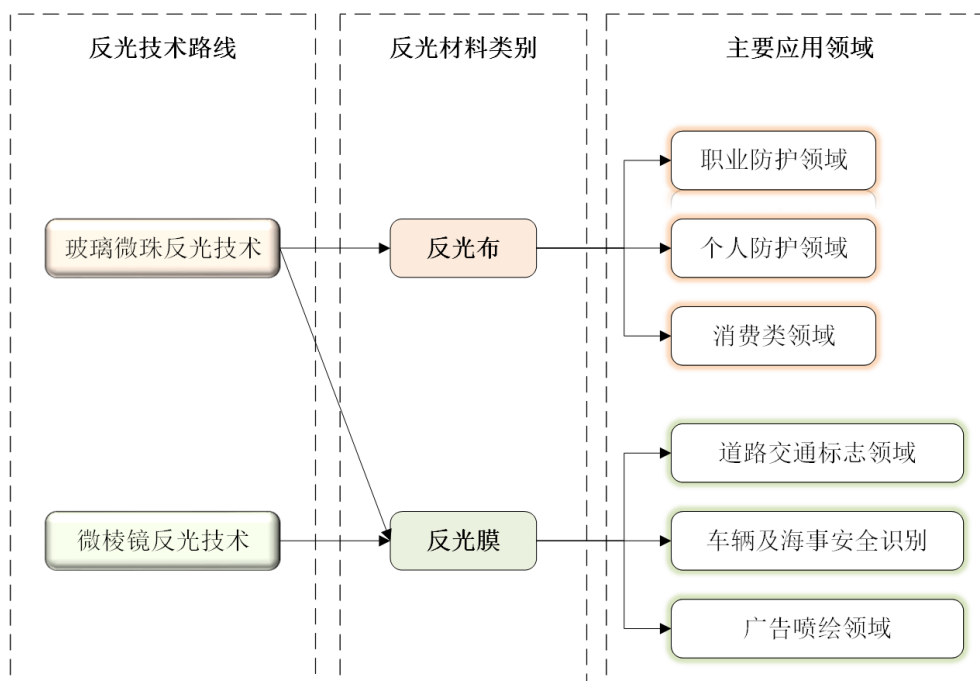 反光技术路线
反光材料类别
主要应用领域
职业防护领域
玻璃微珠反光技术
反光布
个人防护领域
消费类领域
道路交通标志领域
微棱镜反光技术
反光膜
车辆及海事安全识别
广告喷绘领域